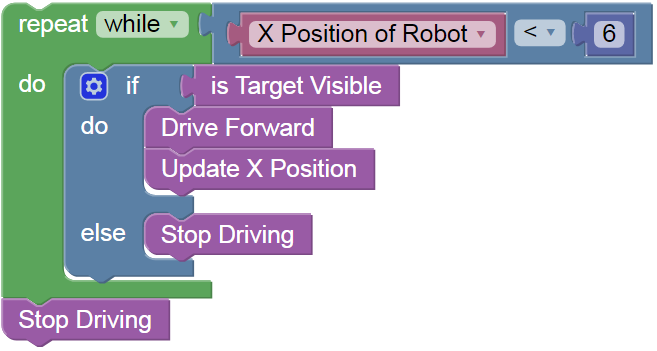 repeat while X Position of Robot < 6
do if is Target Visible
do Drive Forward
Update X Position
else Stop Driving
Stop Driving